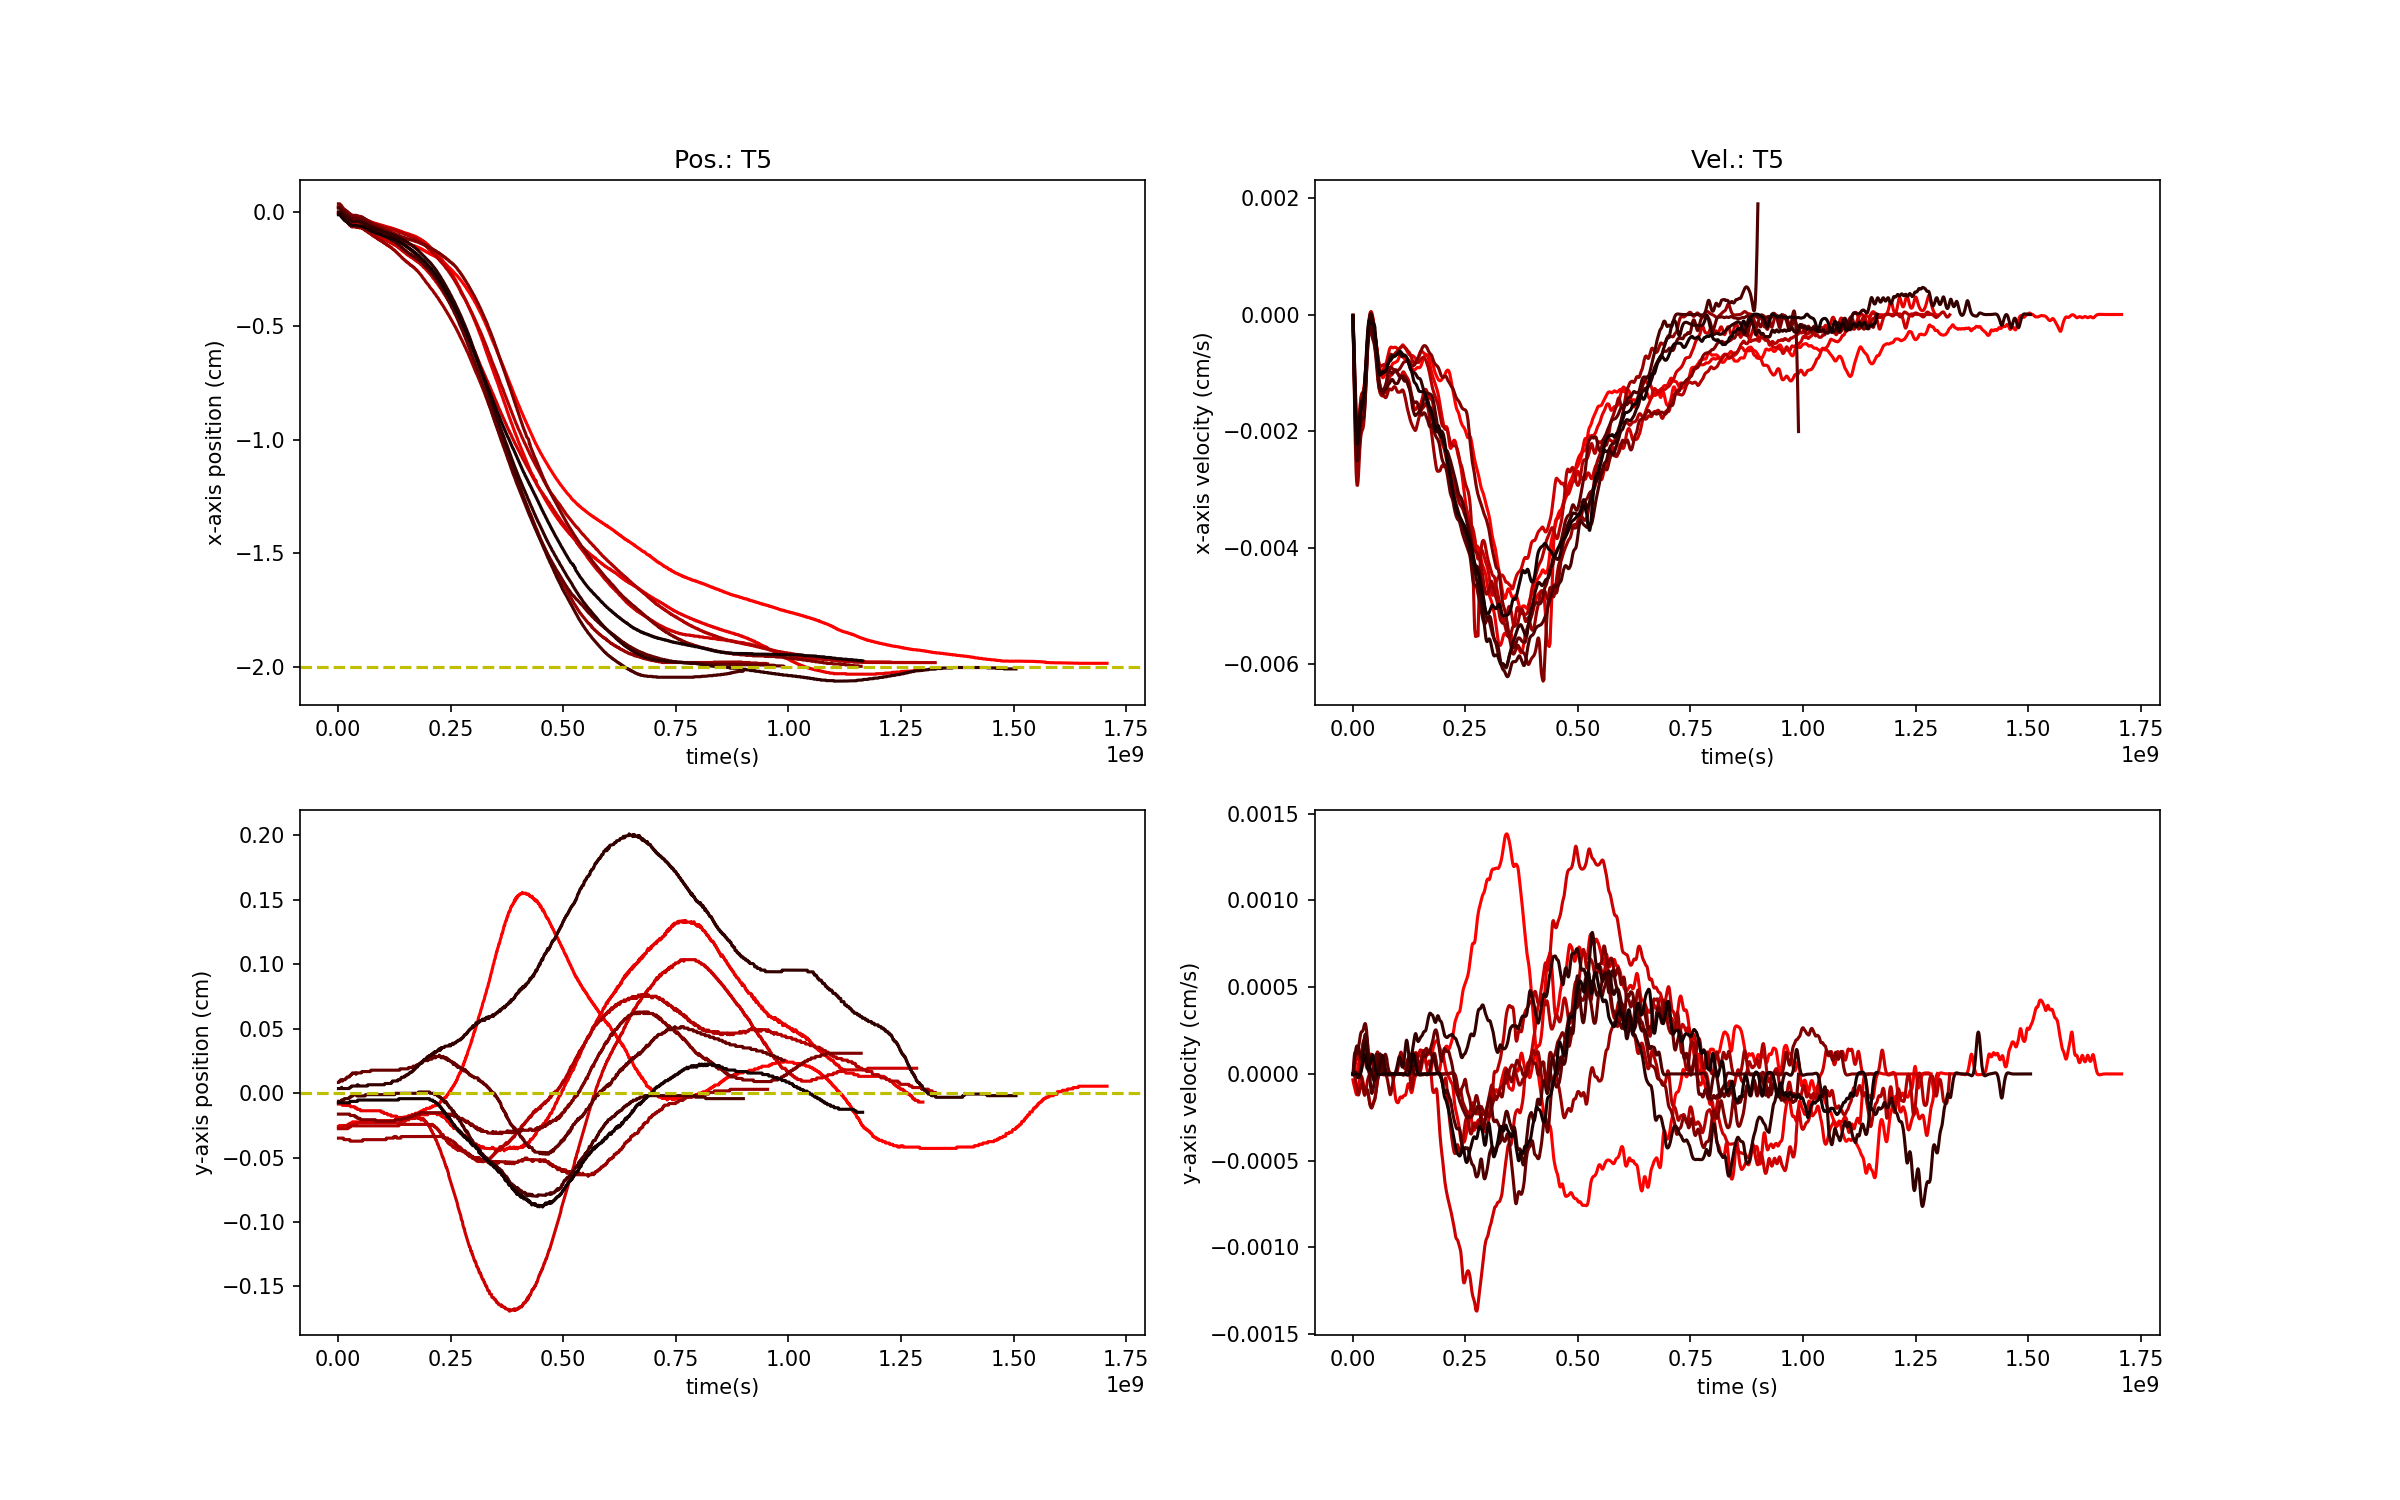 Pos.: T5
0.0
−0.5
−1.0
−1.5
−2.0
x-axis position (cm)
0.00 0.25 0.50 0.75 1.00 1.25 1.50 1.75
1e9
time(s)
Vel.: T5
0.002
0.000
−0.002
−0.004
−0.006
x-axis velocity (cm/s)
0.00 0.25 0.50 0.75 1.00 1.25 1.50 1.75
1e9
time(s)
0.20
0.15
0.10
0.05
0.00
−0.05
−0.10
−0.15
y-axis position (cm)
0.00 0.25 0.50 0.75 1.00 1.25 1.50 1.75
1e9
time(s)
0.0015
0.0010
0.0005
0.0000
−0.0005
−0.0010
−0.0015
y-axis velocity (cm/s)
0.00 0.25 0.50 0.75 1.00 1.25 1.50 1.75
1e9
time (s)